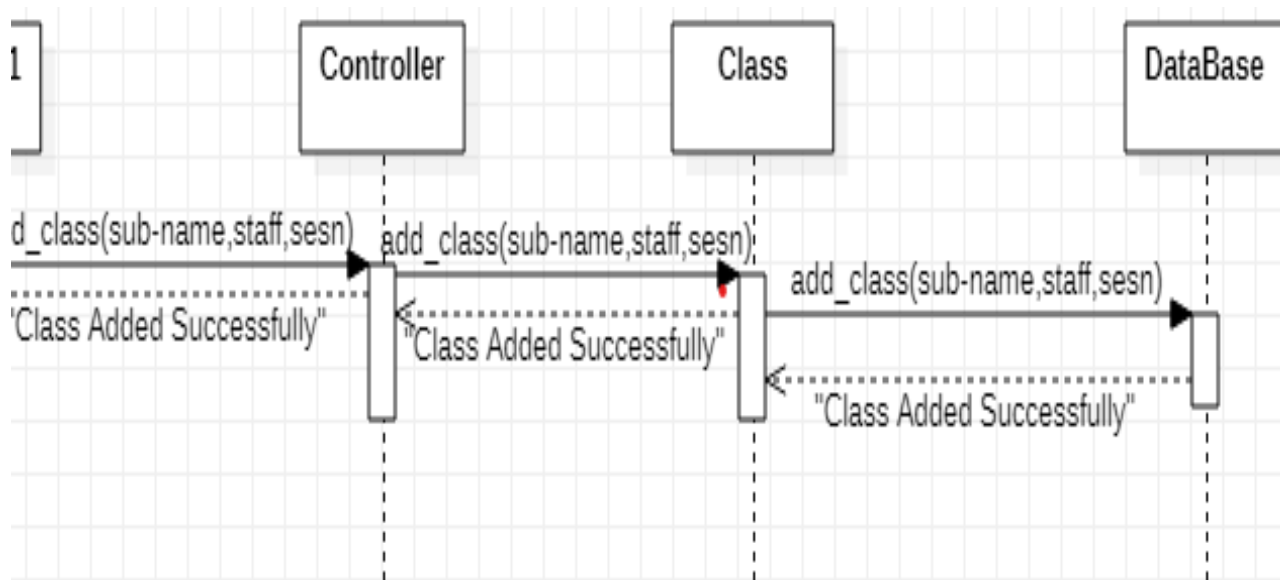 1
Controller
Class
DataBase
d_class(sub-name,staff,sesn)
add_class(sub-name,staff,sesn)
add_class(sub-name,staff,sesn)
"Class Added Successfully"
"Class Added Successfully"
"Class Added Successfully"